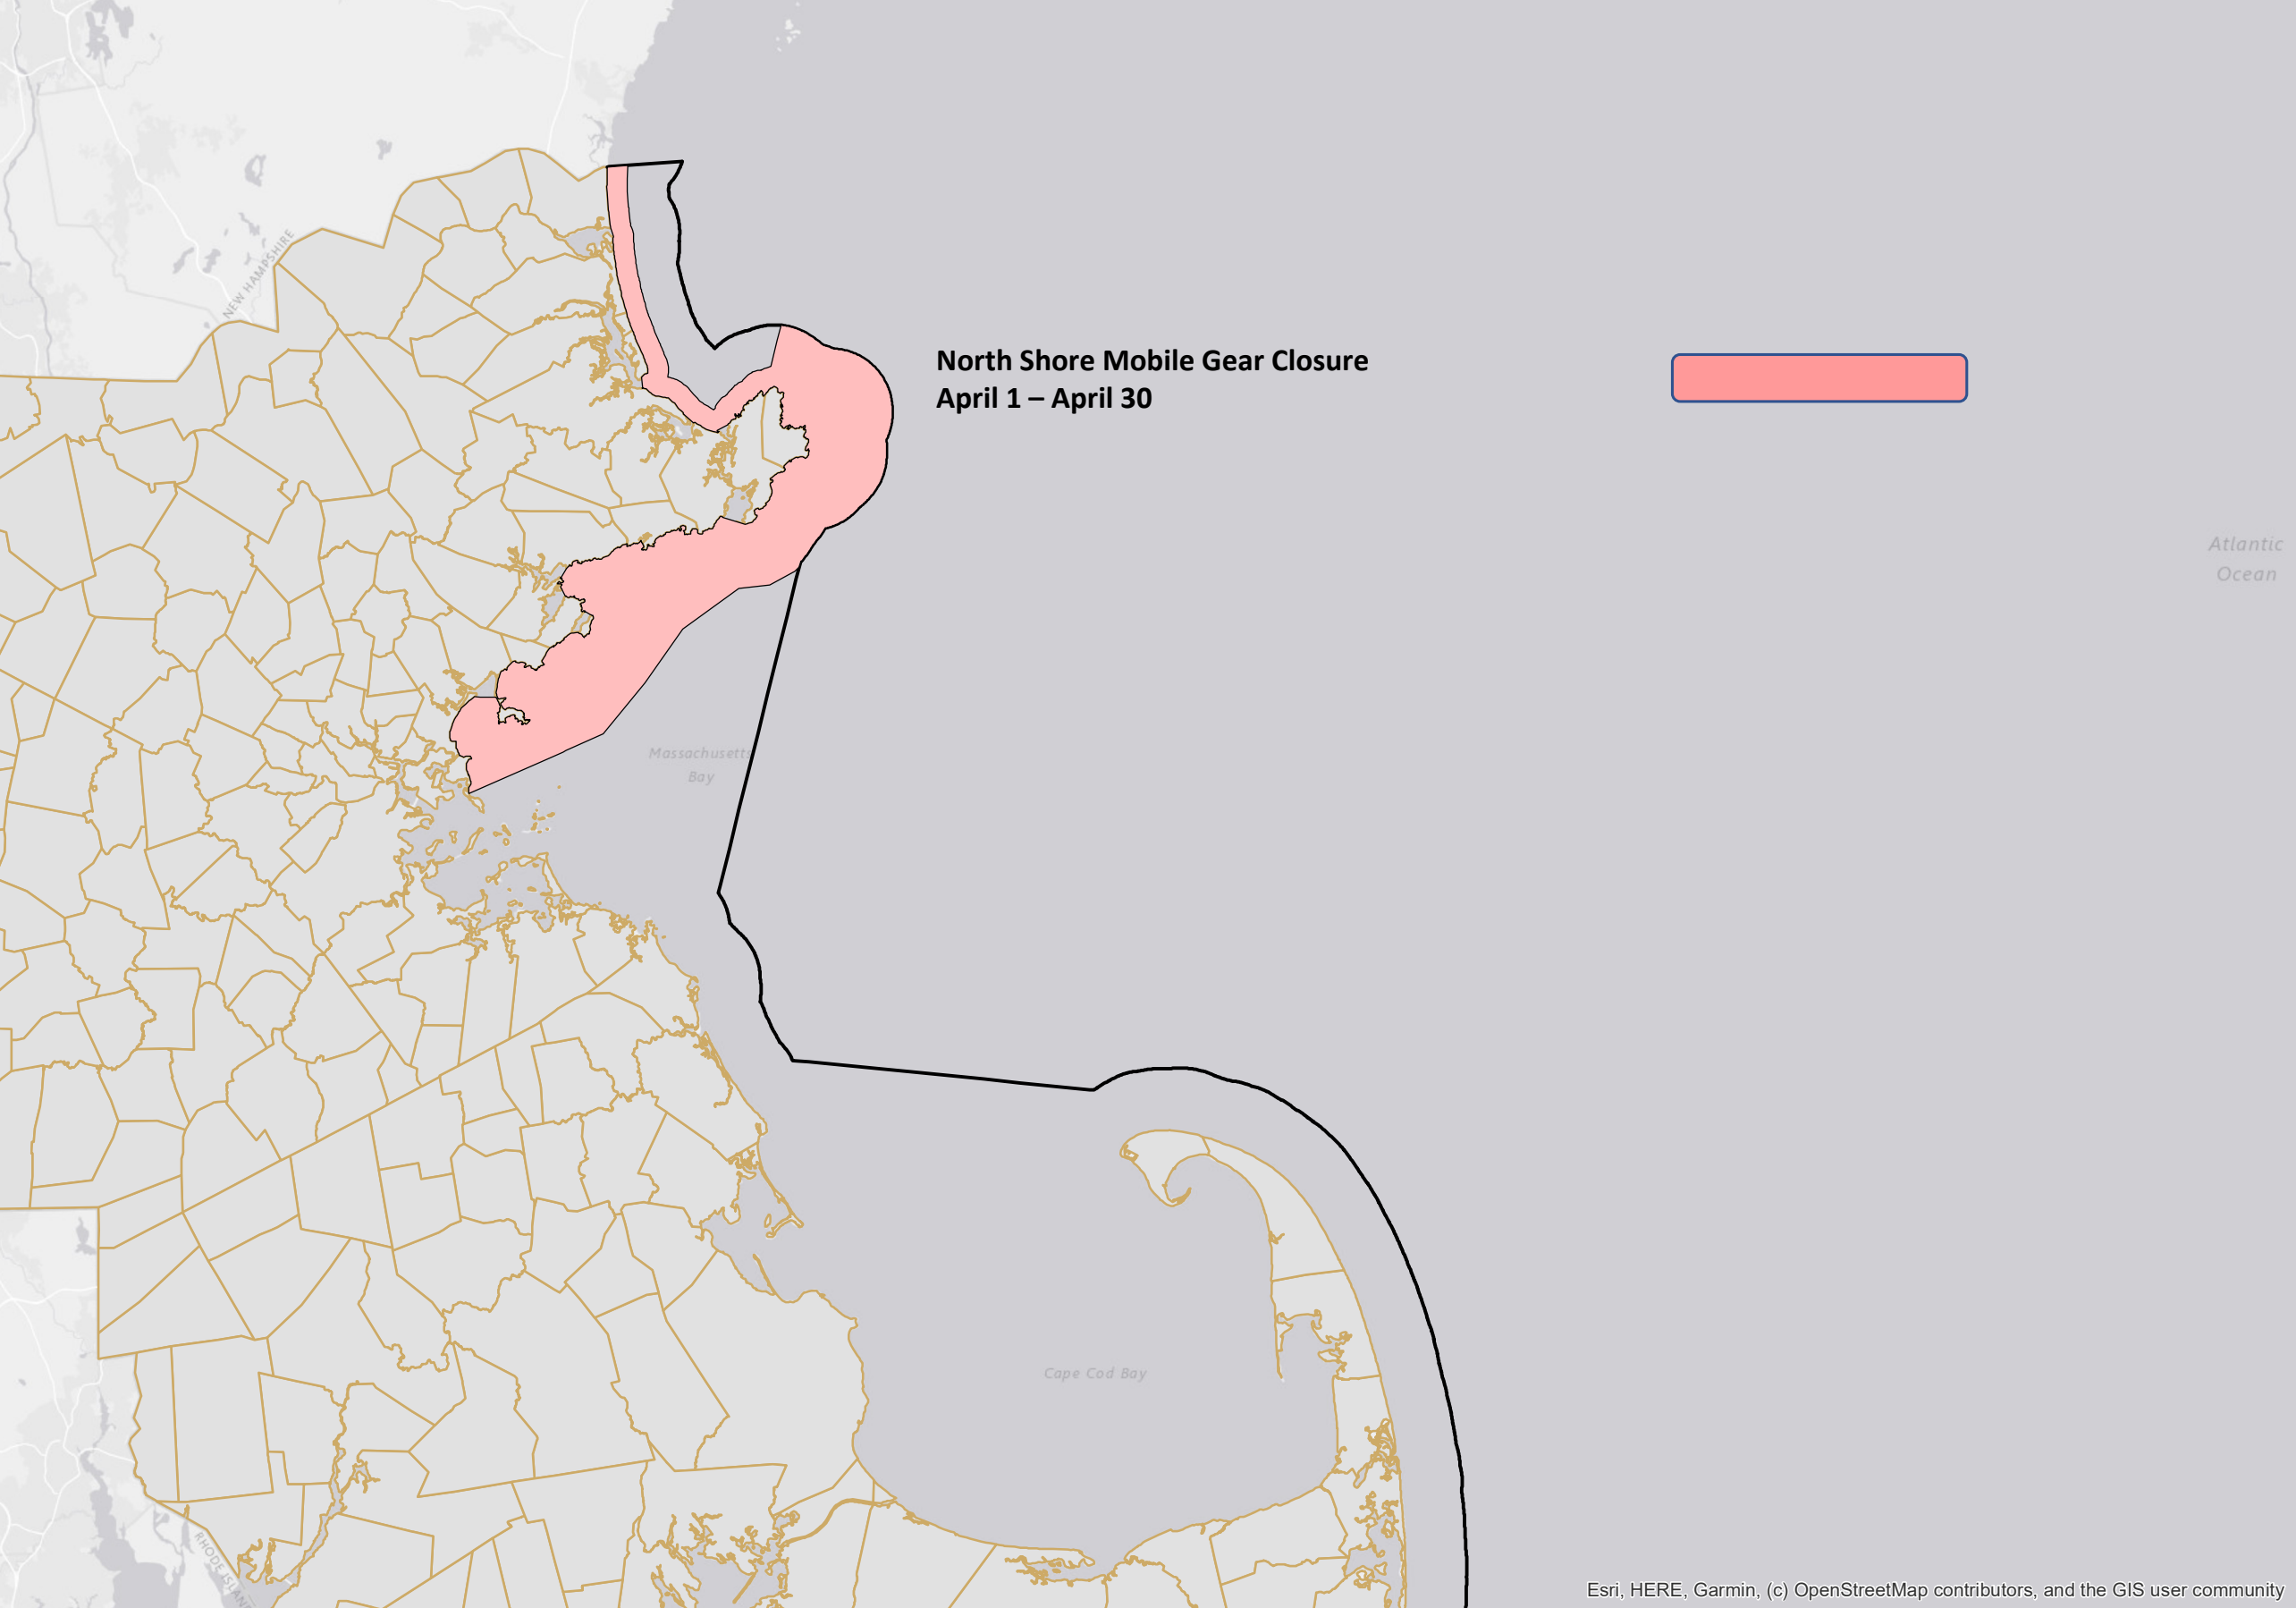 NEW HAMPSHIRE
North Shore Mobile Gear Closure
April 1 – April 30
Atlantic
Ocean
Massachusetts
Bay
Cape Cod Bay
RHODE ISLAND
Esri, HERE, Garmin, (c) OpenStreetMap contributors, and the GIS user community